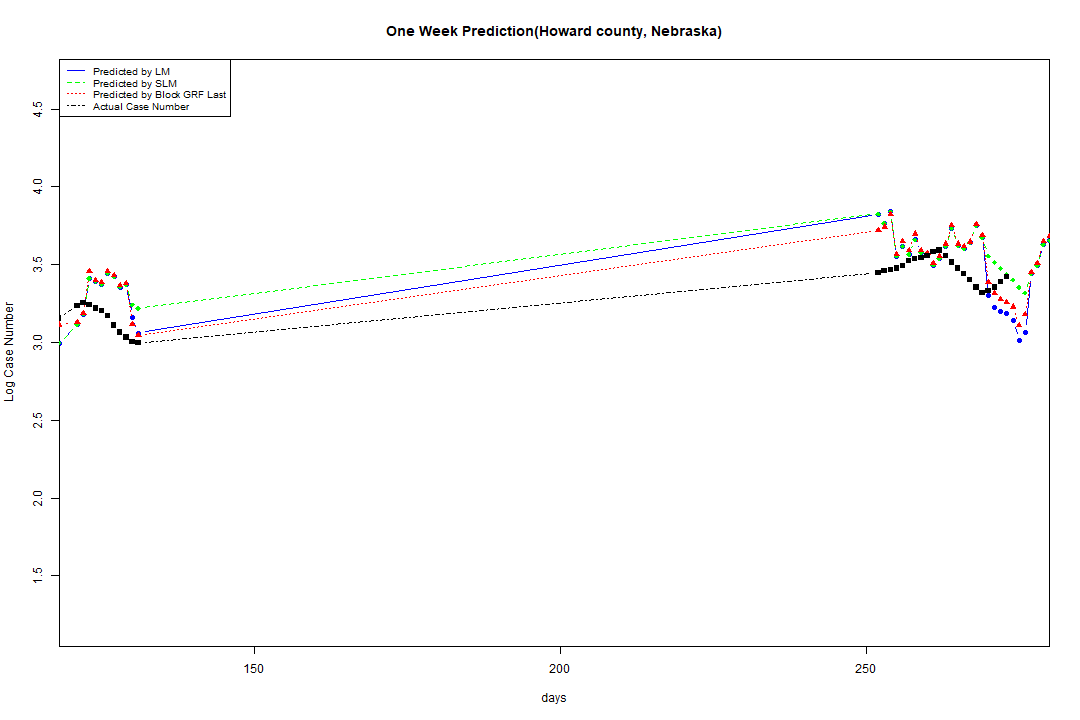 One Week Prediction(Howard county, Nebraska)
Predicted by LM
Predicted by SLM
Predicted by Block GRF Last
Actual Case Number
Log Case Number
4.5
4.0
3.5
3.0
2.5
2.0
1.5
150
200
250
days